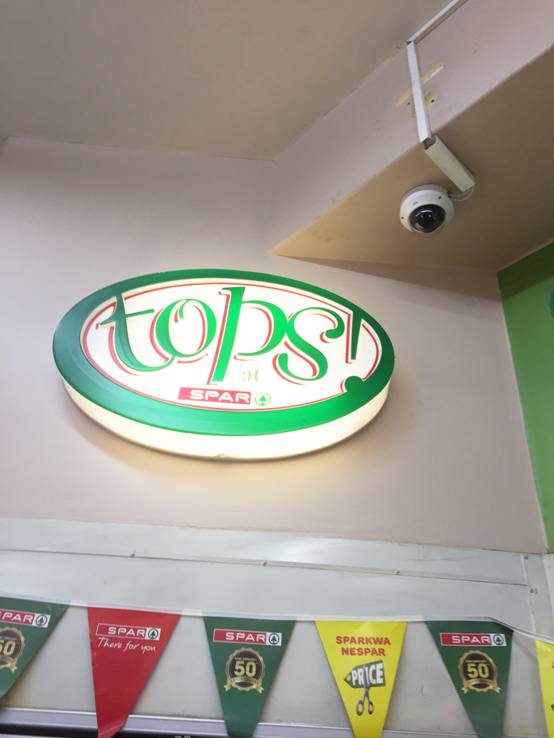 tops!
at
SPAR
SPAR
50
SPAR
There for you
SPAR
50
SPARKWA
NESPAR
PRICE
SPAR
50